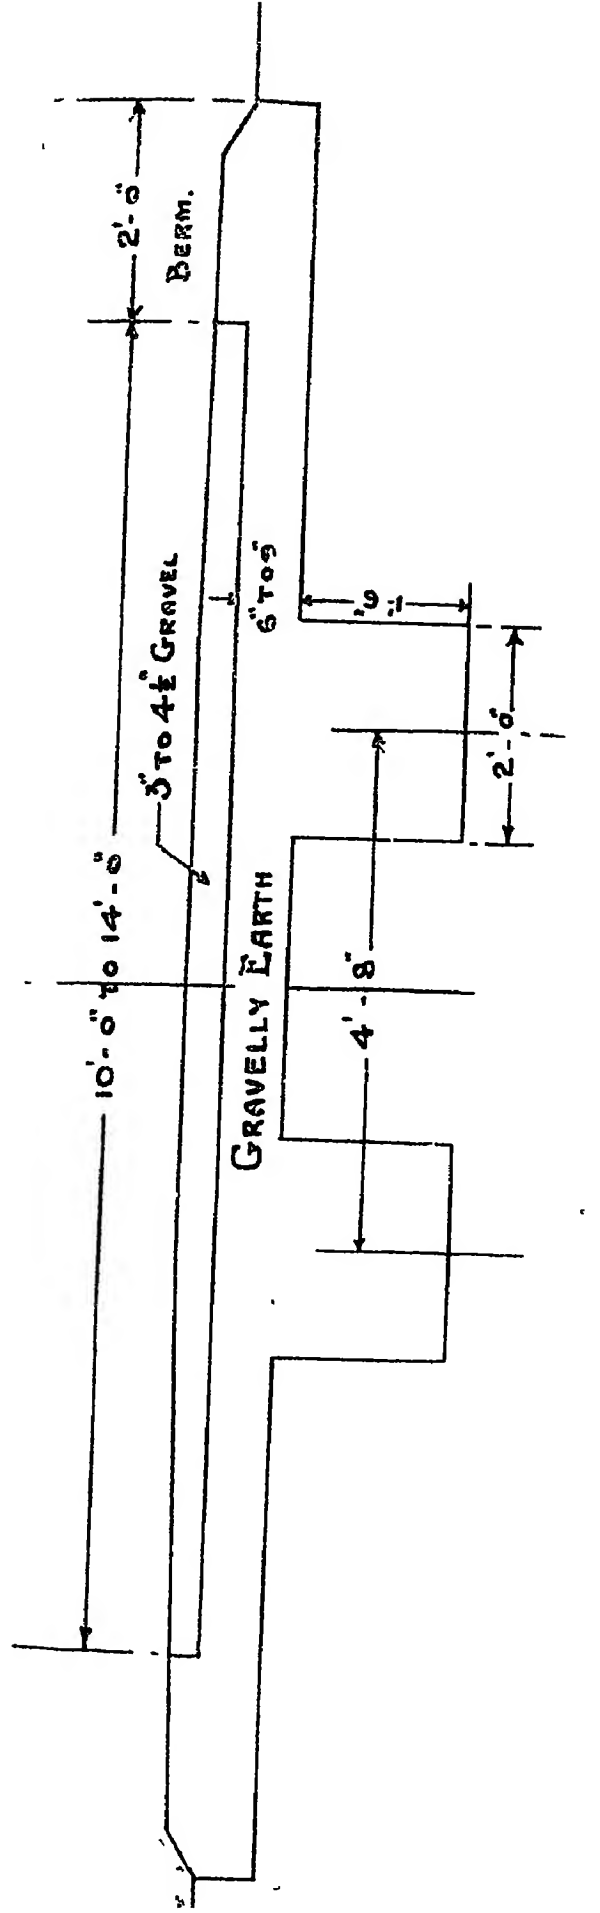 2'-0"
BERM.
10'-0" TO 14'-0"
3" TO 4½" GRAVEL
6" TO 9"
1'-9"
GRAVELLY EARTH
2'-0"
4'-8"